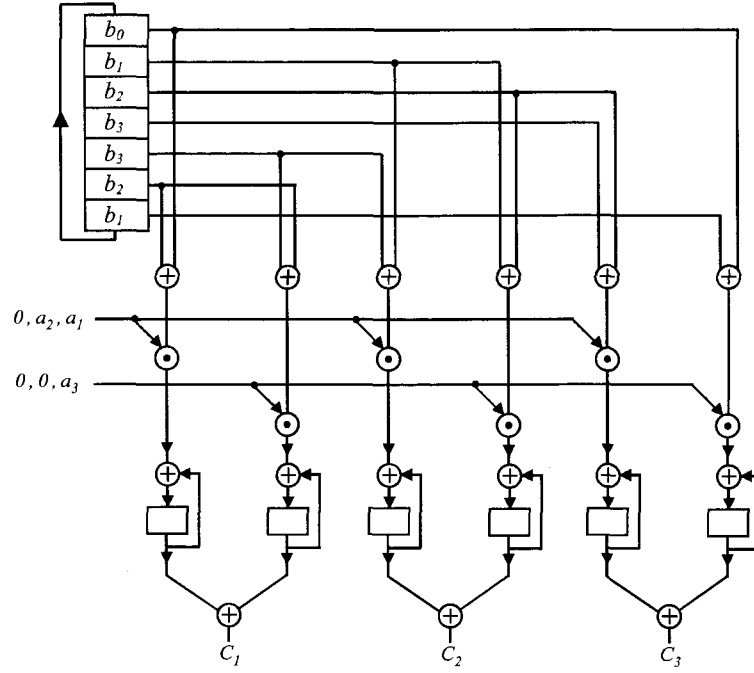 b₀
b₁
b₂
b₃
b₃
b₂
b₁
0, a₂, a₁
0, 0, a₃
C₁
C₂
C₃